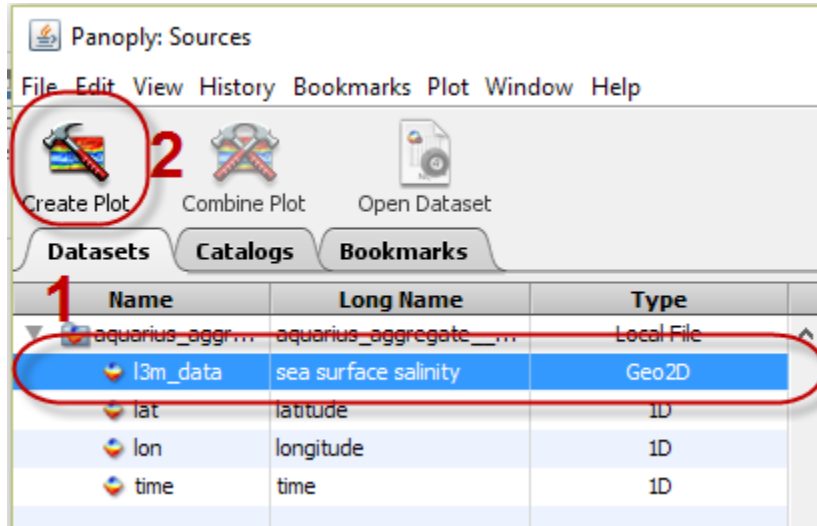 Panoply: Sources
File Edit View History Bookmarks Plot Window Help
2
Create Plot Combine Plot Open Dataset
Datasets Catalogs Bookmarks
1
Name Long Name Type
aquarius_aggr... aquarius_aggregate__... Local File
l3m_data sea surface salinity Geo2D
lat latitude 1D
lon longitude 1D
time time 1D